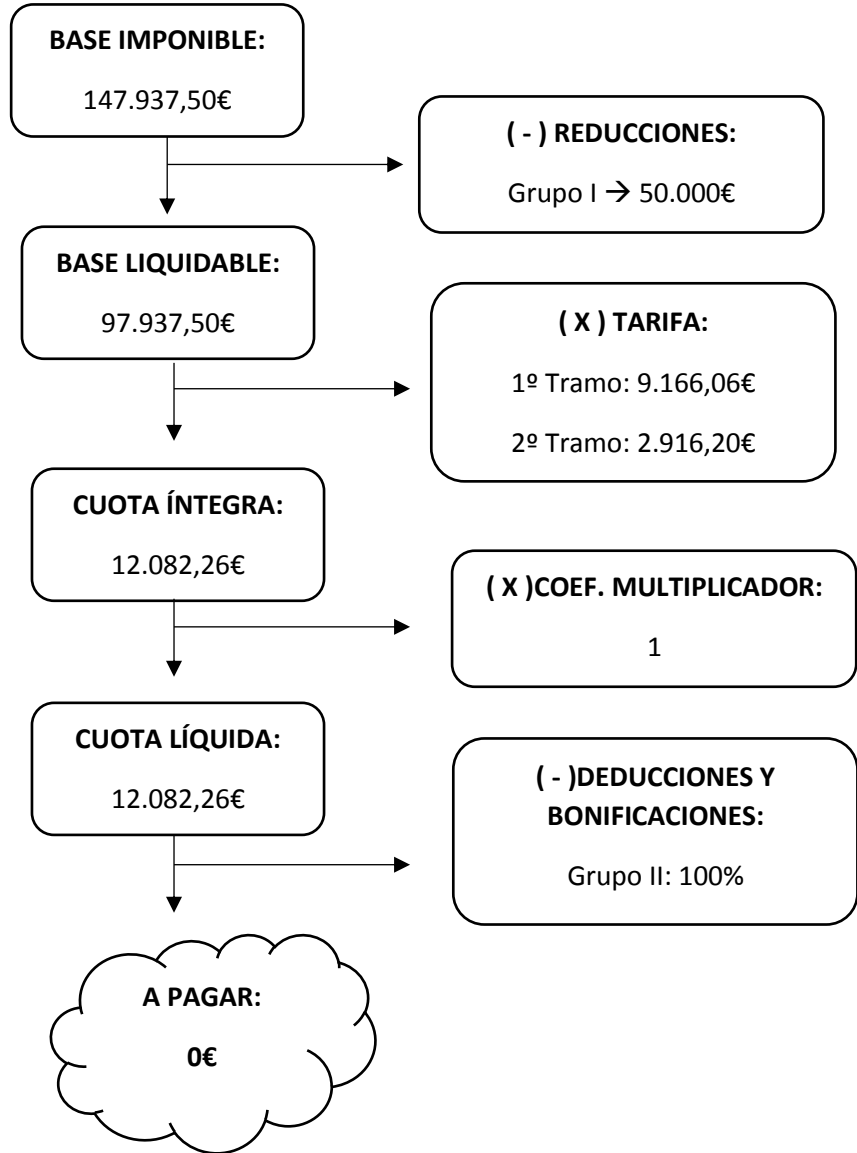 BASE IMPONIBLE:
147.937,50€
( - ) REDUCCIONES:
Grupo I → 50.000€
BASE LIQUIDABLE:
97.937,50€
( X ) TARIFA:
1º Tramo: 9.166,06€
2º Tramo: 2.916,20€
CUOTA ÍNTEGRA:
12.082,26€
( X )COEF. MULTIPLICADOR:
1
CUOTA LÍQUIDA:
12.082,26€
( - )DEDUCCIONES Y
BONIFICACIONES:
Grupo II: 100%
A PAGAR:
0€